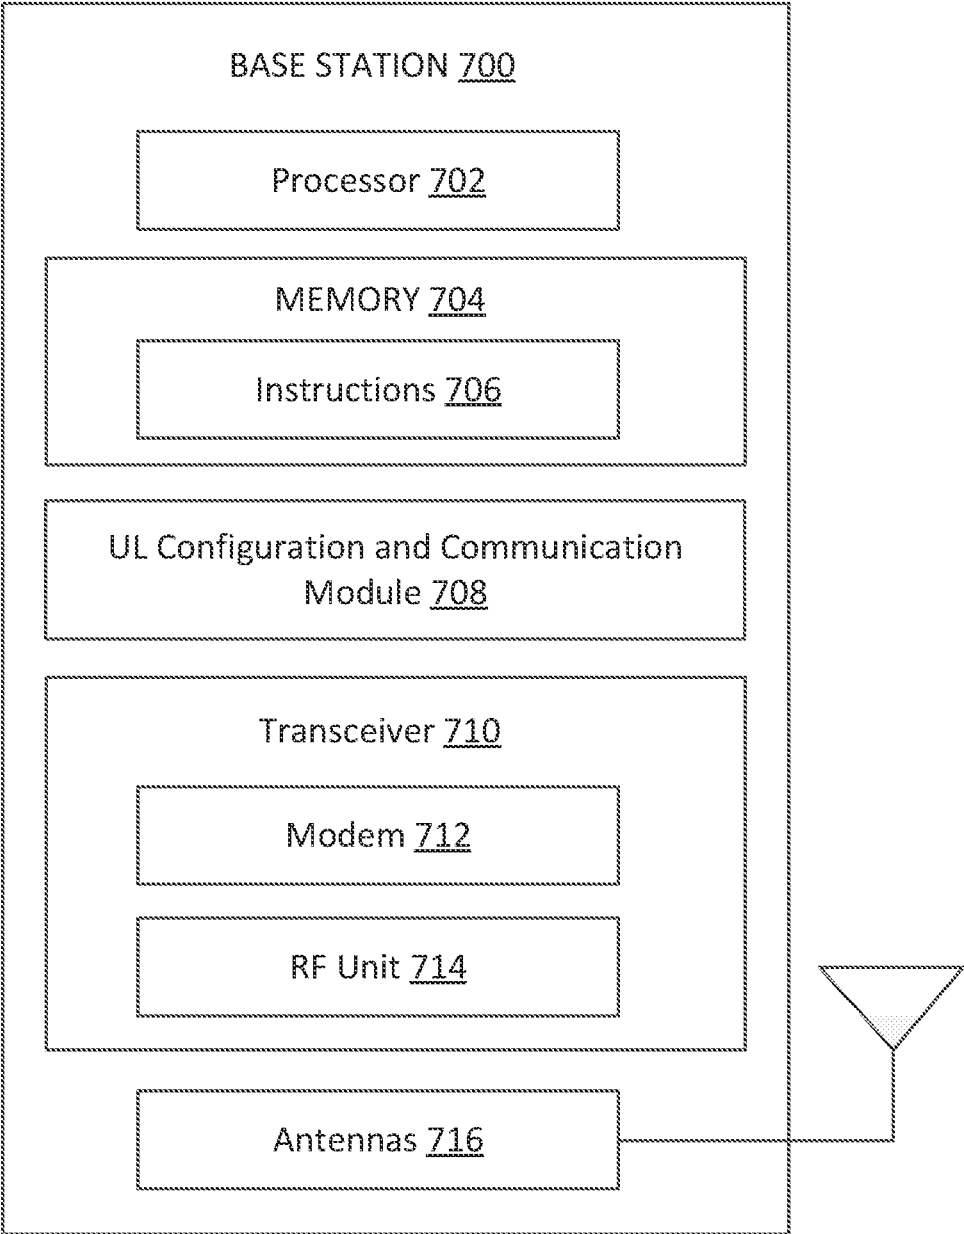 BASE STATION 700
Processor 702
MEMORY 704
Instructions 706
UL Configuration and Communication
Module 708
Transceiver 710
Modem 712
RF Unit 714
Antennas 716